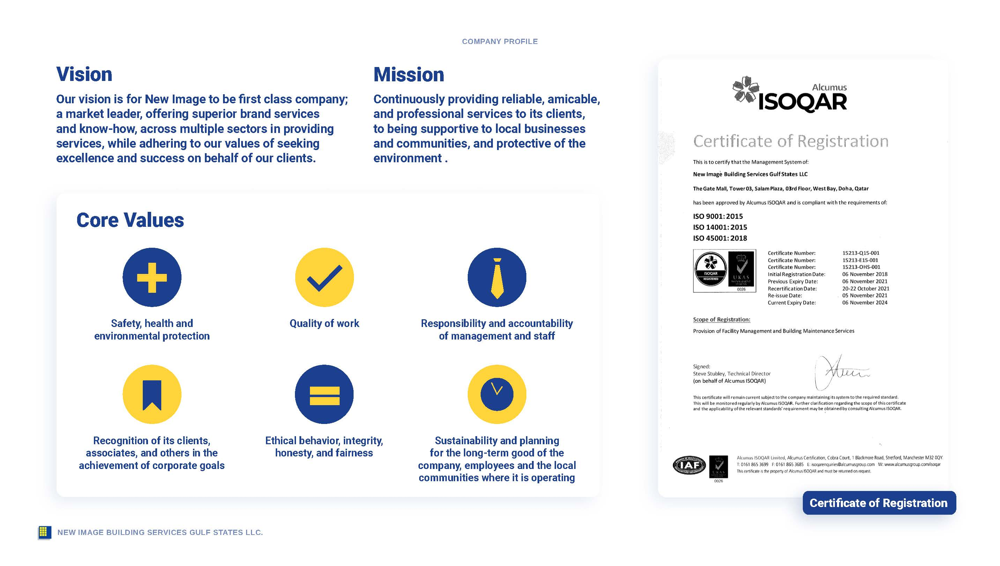 COMPANY PROFILE
Vision
Our vision is for New Image to be first class company;
a market leader, offering superior brand services
and know-how, across multiple sectors in providing
services, while adhering to our values of seeking
excellence and success on behalf of our clients.
Mission
Continuously providing reliable, amicable,
and professional services to its clients,
to being supportive to local businesses
and communities, and protective of the
environment .
Core Values
Safety, health and
environmental protection
Quality of work
Responsibility and accountability
of management and staff
Recognition of its clients,
associates, and others in the
achievement of corporate goals
Ethical behavior, integrity,
honesty, and fairness
Sustainability and planning
for the long-term good of the
company, employees and the local
communities where it is operating
Alcumus
ISOQAR
Certificate of Registration
This is to certify that the Management System of:
New Image Building Services Gulf States LLC
The Gate Mall, Tower 03, Salam Plaza, 03rd Floor, West Bay, Doha, Qatar
has been approved by Alcumus ISOQAR and is compliant with the requirements of:
ISO 9001: 2015
ISO 14001: 2015
ISO 45001: 2018
ISOQAR
REGISTERED
UKAS
MANAGEMENT
SYSTEMS
0026
Certificate Number: 15213-Q15-001
Certificate Number: 15213-E15-001
Certificate Number: 15213-OHS-001
Initial Registration Date: 06 November 2018
Previous Expiry Date: 06 November 2021
Recertification Date: 20-22 October 2021
Re-issue Date: 05 November 2021
Current Expiry Date: 06 November 2024
Scope of Registration:
Provision of Facility Management and Building Maintenance Services
Signed:
Steve Stubley, Technical Director
(on behalf of Alcumus ISOQAR)
This certificate will remain current subject to the company maintaining its system to the required standard.
This will be monitored regularly by Alcumus ISOQAR. Further clarification regarding the scope of this certificate
and the applicability of the relevant standards' requirement may be obtained by consulting Alcumus ISOQAR.
IAF
UKAS
0026
Alcumus ISOQAR Limited, Alcumus Certification, Cobra Court, 1 Blackmore Road, Stretford, Manchester M32 0QY.
T: 0161 865 3699 F: 0161 865 3685 E: isoqarenquiries@alcumusgroup.com W: www.alcumusgroup.com/isoqar
This certificate is the property of Alcumus ISOQAR and must be returned on request.
Certificate of Registration
NEW IMAGE BUILDING SERVICES GULF STATES LLC.